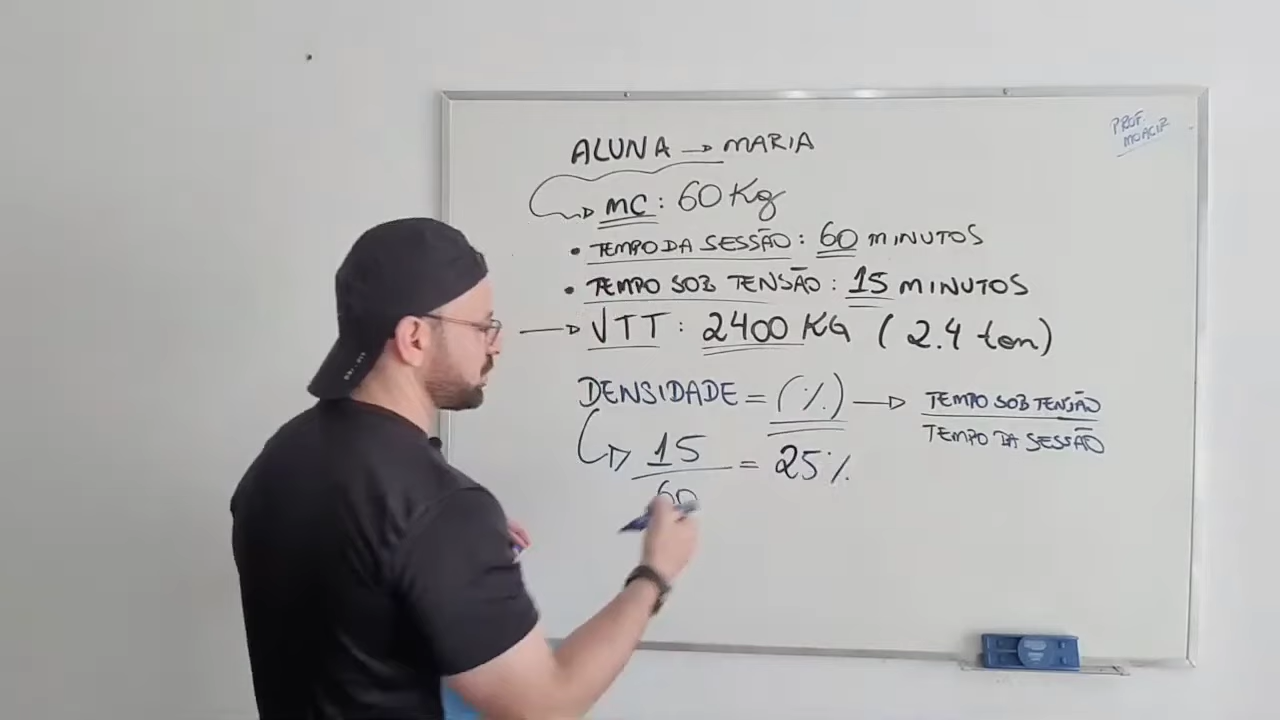 PROF.
MOACIR
ALUNA → MARIA
MC: 60 Kg
• TEMPO DA SESSÃO: 60 MINUTOS
• TEMPO SOB TENSÃO: 15 MINUTOS
→ VTT: 2400 KG (2.4 ton)
DENSIDADE = (%) → TEMPO SOB TENSÃO
TEMPO DA SESSÃO
15
60
= 25%